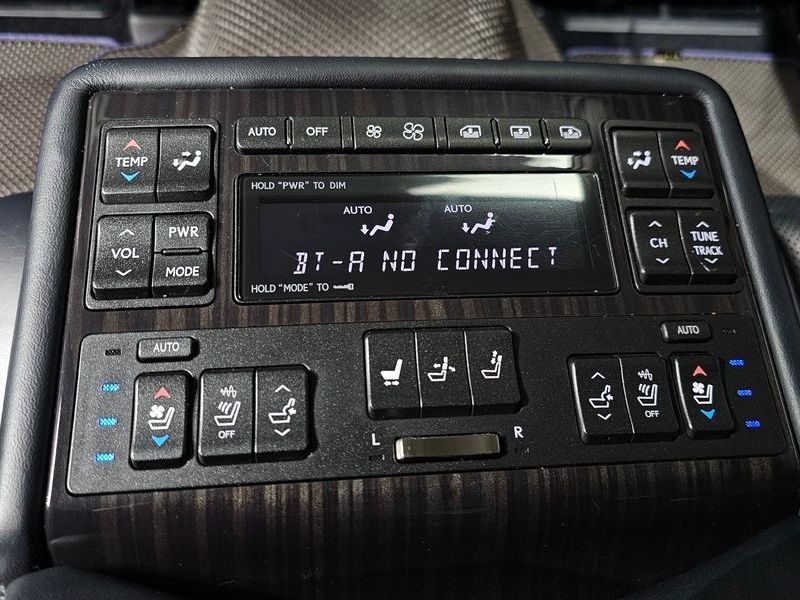 AUTO OFF
TEMP
TEMP
HOLD "PWR" TO DIM
AUTO AUTO
VOL
PWR
MODE
BT-A NO CONNECT
HOLD "MODE" TO
CH
TUNE
·TRACK
AUTO
AUTO
OFF
OFF
L R